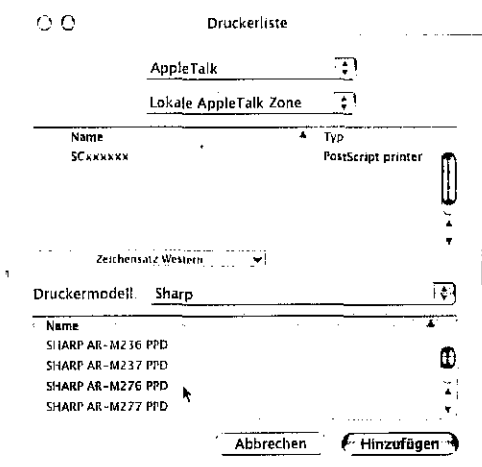 Druckerliste
AppleTalk
Lokale AppleTalk Zone
Name Typ
SCxxxxxx PostScript printer
Zeichensatz Western
Druckermodell: Sharp
Name
SHARP AR-M236 PPD
SHARP AR-M237 PPD
SHARP AR-M276 PPD
SHARP AR-M277 PPD
Abbrechen Hinzufügen